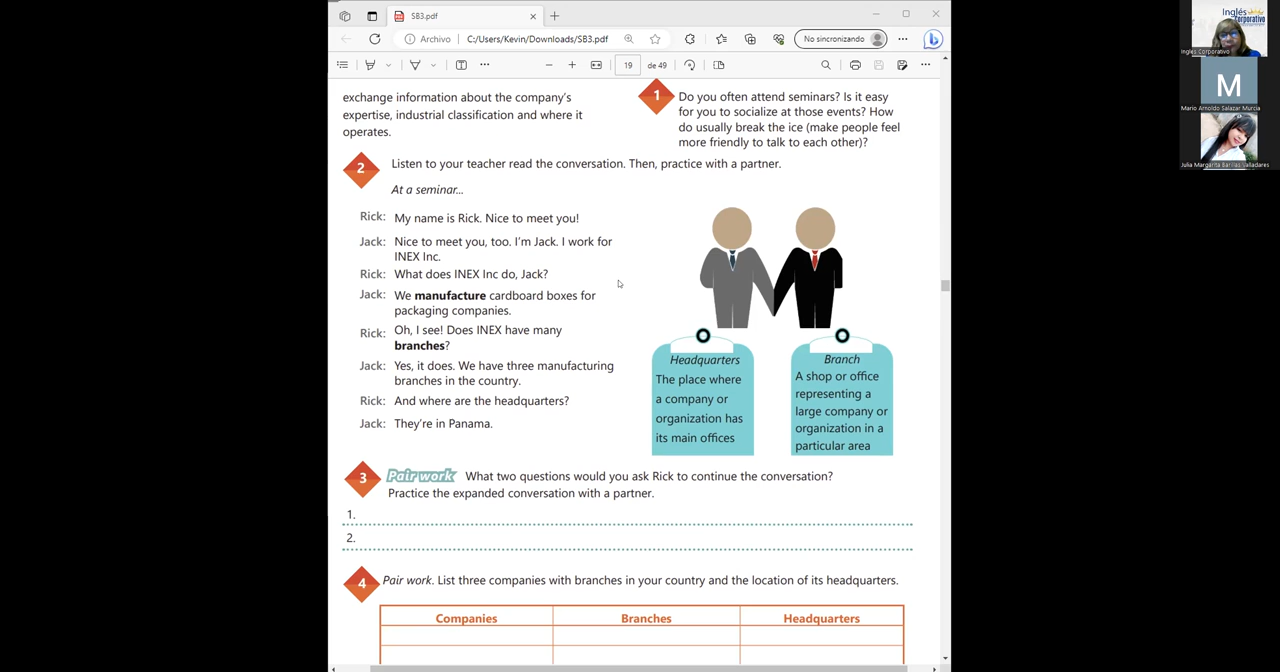 SB3.pdf
Archivo
C:/Users/Kevin/Downloads/SB3.pdf
No sincronizando
19
de 49
exchange information about the company's
expertise, industrial classification and where it
operates.
1
Do you often attend seminars? Is it easy
for you to socialize at those events? How
do usually break the ice (make people feel
more friendly to talk to each other)?
2
Listen to your teacher read the conversation. Then, practice with a partner.
At a seminar...
Rick: My name is Rick. Nice to meet you!
Jack: Nice to meet you, too. I'm Jack. I work for
INEX Inc.
Rick: What does INEX Inc do, Jack?
Jack: We manufacture cardboard boxes for
packaging companies.
Rick: Oh, I see! Does INEX have many
branches?
Jack: Yes, it does. We have three manufacturing
branches in the country.
Rick: And where are the headquarters?
Jack: They're in Panama.
Headquarters
The place where
a company or
organization has
its main offices
Branch
A shop or office
representing a
large company or
organization in a
particular area
3
Pair work What two questions would you ask Rick to continue the conversation?
Practice the expanded conversation with a partner.
1.
2.
4
Pair work. List three companies with branches in your country and the location of its headquarters.
Companies Branches Headquarters
Inglés
Corporativo
Ingles Corporativo
M
Mario Arnoldo Salazar Murcia
Julia Margarita Barillas Valladares